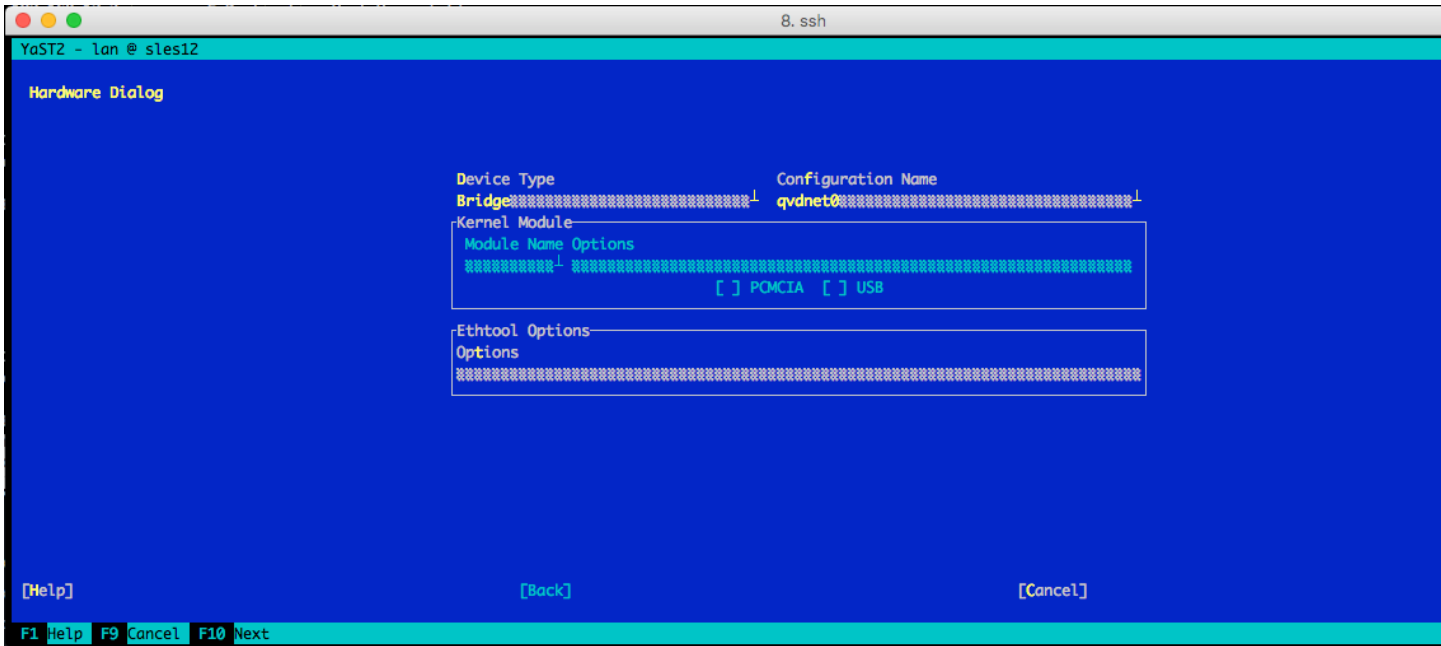 8. ssh
YaST2 - lan @ sles12
Hardware Dialog
Device Type Configuration Name
Bridge qvdnet0
Kernel Module
Module Name Options
[ ] PCMCIA [ ] USB
Ethtool Options
Options
[Help] [Back] [Cancel]
F1 Help F9 Cancel F10 Next